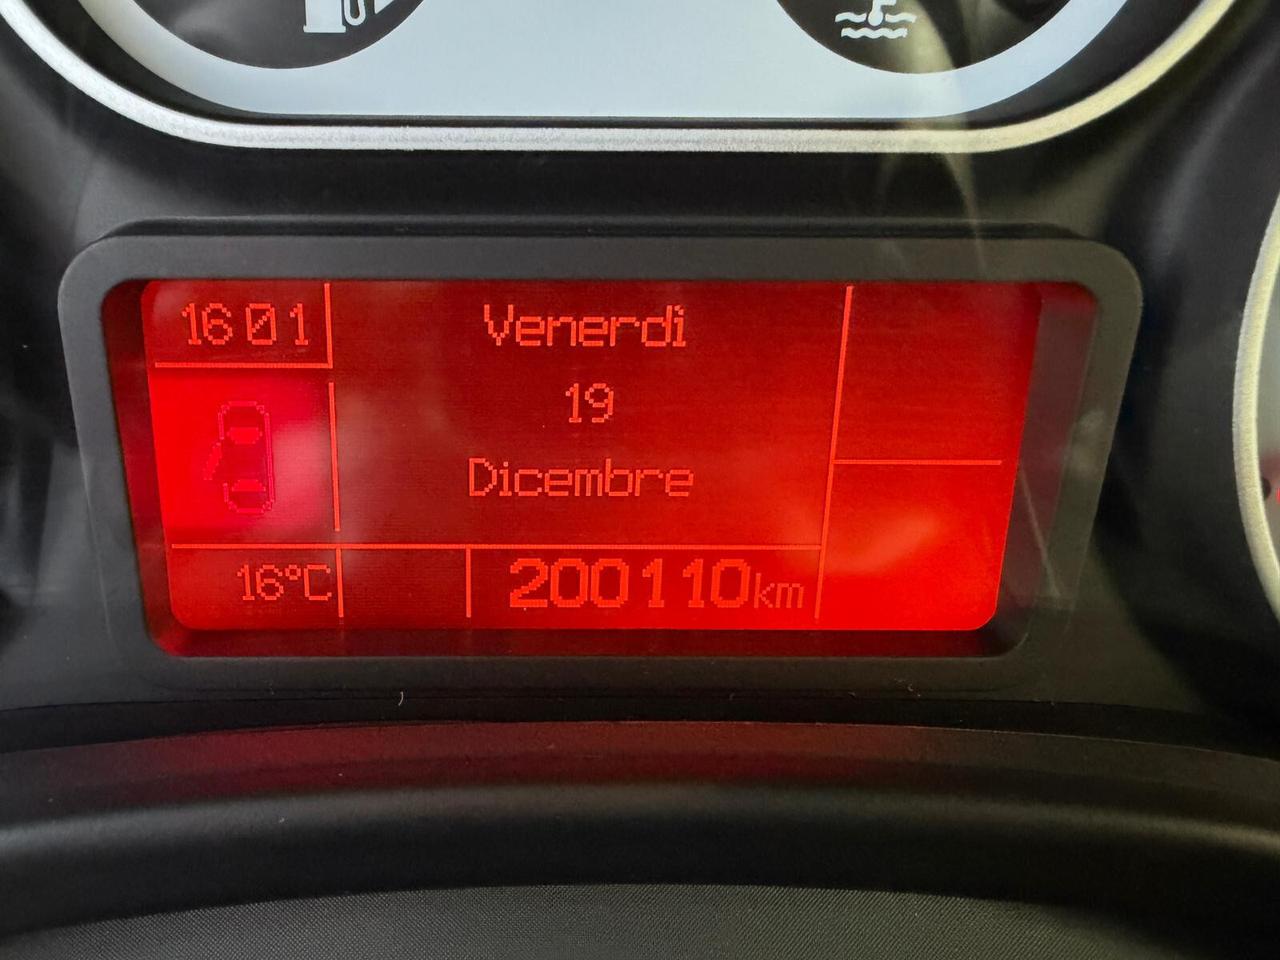 16 01
Venerdì
19
Dicembre
16°C
200110km